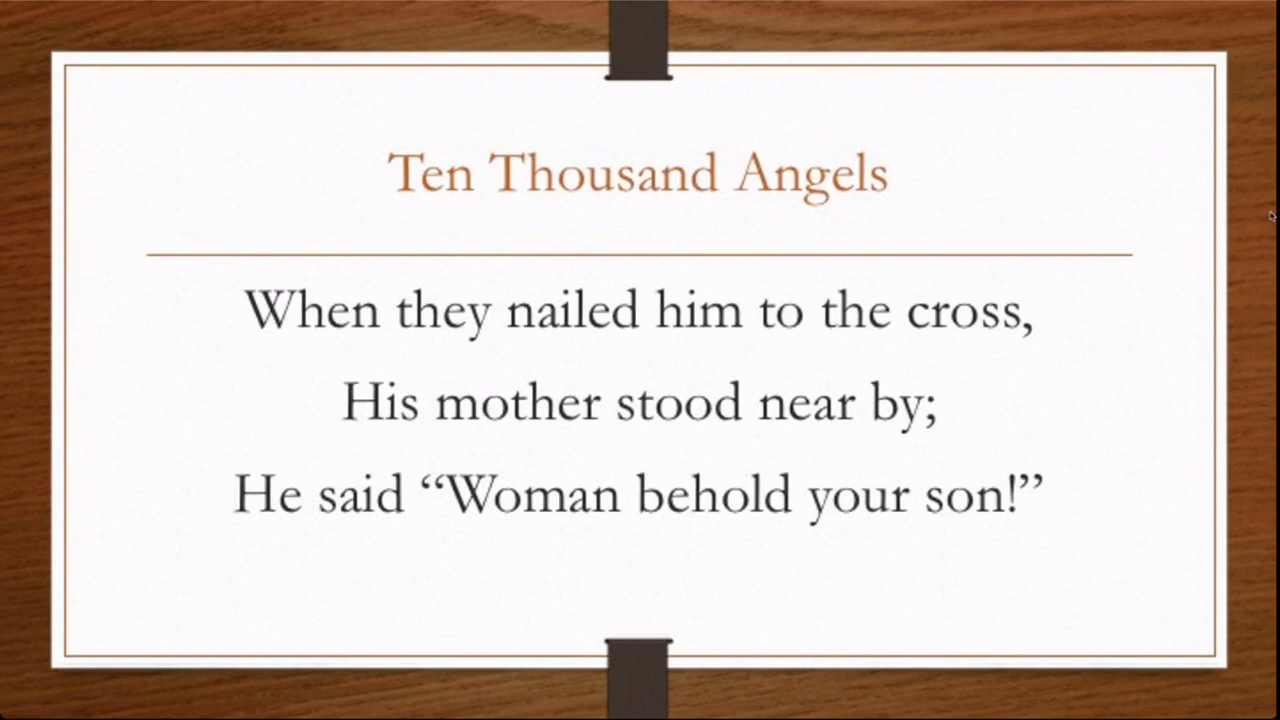 Ten Thousand Angels
When they nailed him to the cross,
His mother stood near by;
He said “Woman behold your son!”